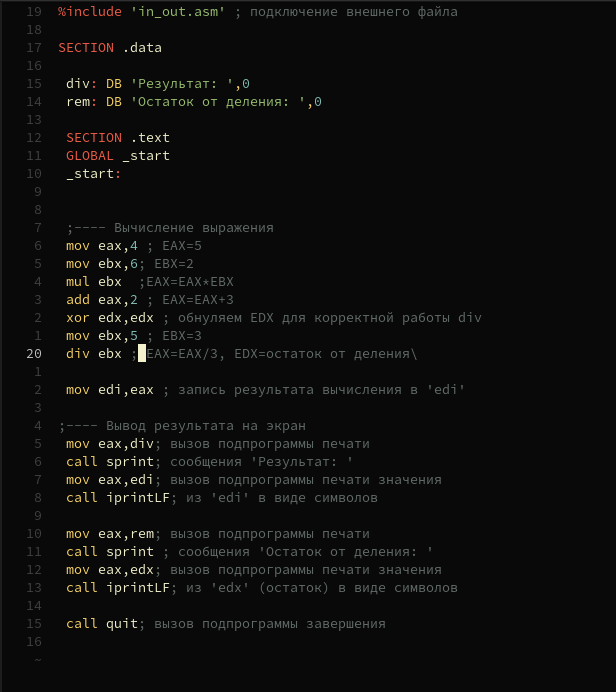 19 %include 'in_out.asm' ; подключение внешнего файла
18
17 SECTION .data
16
15 div: DB 'Результат: ',0
14 rem: DB 'Остаток от деления: ',0
13
12 SECTION .text
11 GLOBAL _start
10 _start:
9
8
7 ;---- Вычисление выражения
6 mov eax,4 ; EAX=5
5 mov ebx,6; EBX=2
4 mul ebx  ;EAX=EAX*EBX
3 add eax,2 ; EAX=EAX+3
2 xor edx,edx ; обнуляем EDX для корректной работы div
1 mov ebx,5 ; EBX=3
20 div ebx ; EAX=EAX/3, EDX=остаток от деления\
1
2 mov edi,eax ; запись результата вычисления в 'edi'
3
4 ;---- Вывод результата на экран
5 mov eax,div; вызов подпрограммы печати
6 call sprint; сообщения 'Результат: '
7 mov eax,edi; вызов подпрограммы печати значения
8 call iprintLF; из 'edi' в виде символов
9
10 mov eax,rem; вызов подпрограммы печати
11 call sprint ; сообщения 'Остаток от деления: '
12 mov eax,edx; вызов подпрограммы печати значения
13 call iprintLF; из 'edx' (остаток) в виде символов
14
15 call quit; вызов подпрограммы завершения
16
~